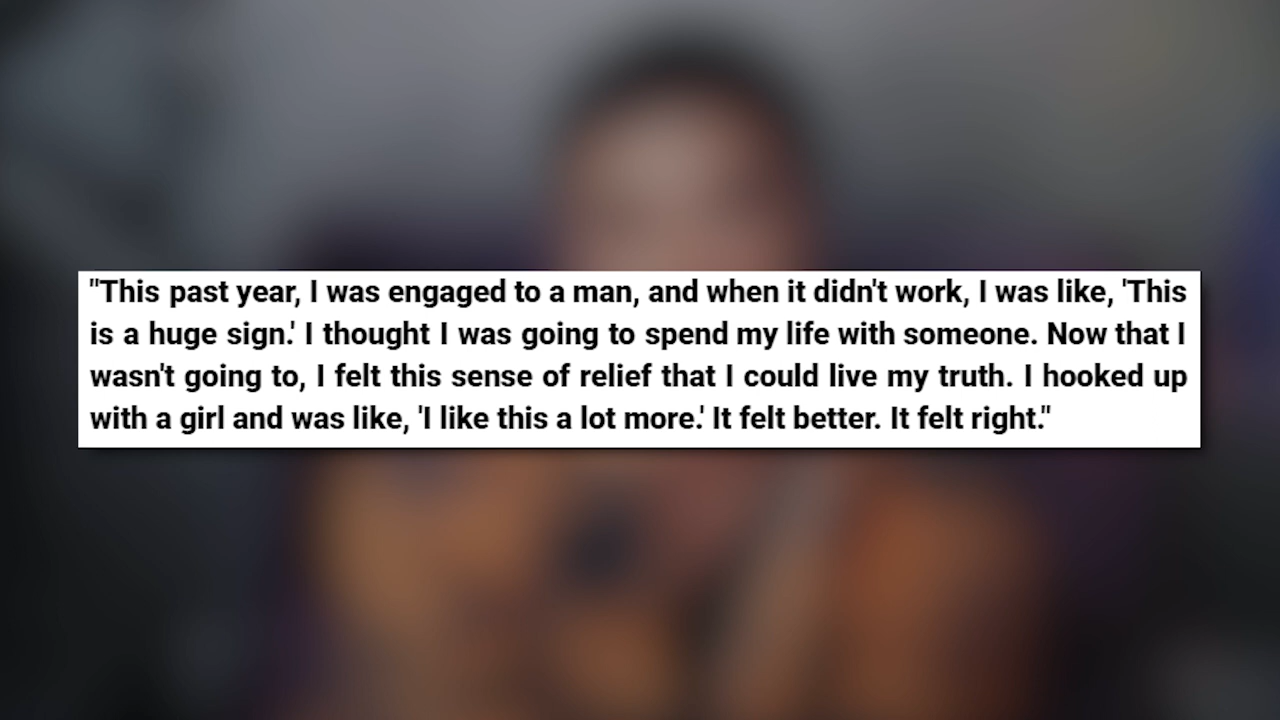 "This past year, I was engaged to a man, and when it didn't work, I was like, 'This
is a huge sign.' I thought I was going to spend my life with someone. Now that I
wasn't going to, I felt this sense of relief that I could live my truth. I hooked up
with a girl and was like, 'I like this a lot more.' It felt better. It felt right."